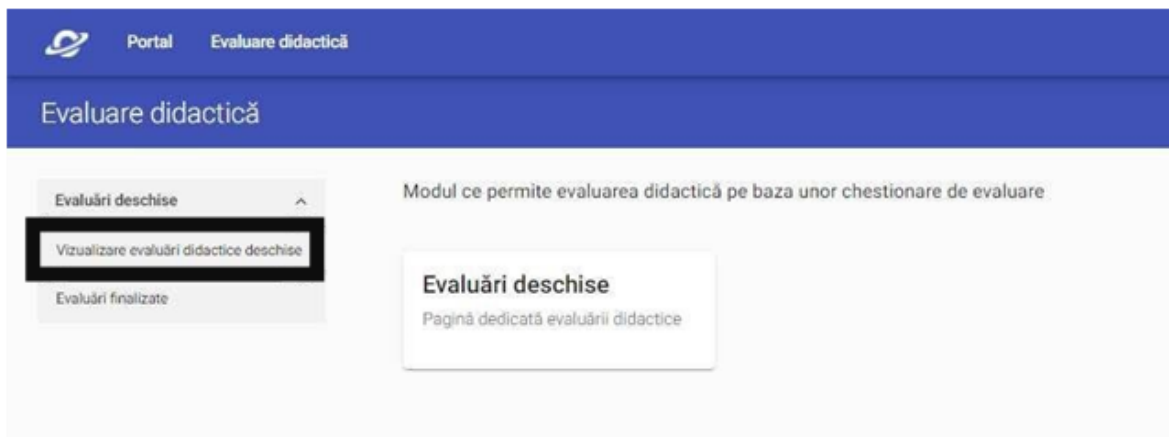 Portal Evaluare didactică
Evaluare didactică
Evaluări deschise
Vizualizare evaluări didactice deschise
Evaluări finalizate
Modul ce permite evaluarea didactică pe baza unor chestionare de evaluare
Evaluări deschise
Pagină dedicată evaluării didactice